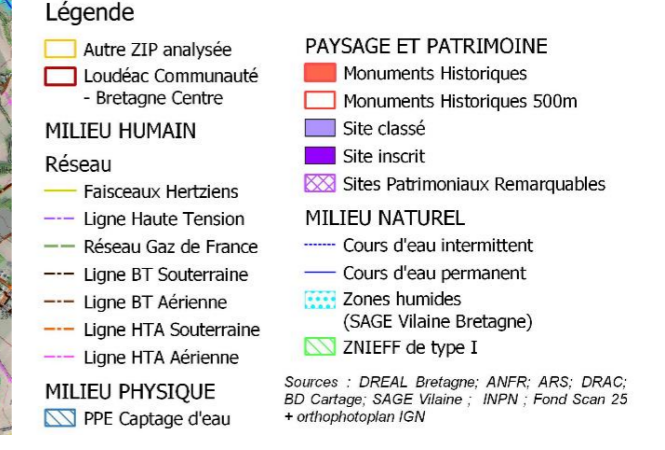 Légende
Autre ZIP analysée
Loudéac Communauté
- Bretagne Centre
MILIEU HUMAIN
Réseau
Faisceaux Hertziens
Ligne Haute Tension
Réseau Gaz de France
Ligne BT Souterraine
Ligne BT Aérienne
Ligne HTA Souterraine
Ligne HTA Aérienne
MILIEU PHYSIQUE
PPE Captage d'eau
PAYSAGE ET PATRIMOINE
Monuments Historiques
Monuments Historiques 500m
Site classé
Site inscrit
Sites Patrimoniaux Remarquables
MILIEU NATUREL
Cours d'eau intermittent
Cours d'eau permanent
Zones humides
(SAGE Vilaine Bretagne)
ZNIEFF de type I
Sources : DREAL Bretagne; ANFR; ARS; DRAC;
BD Cartage; SAGE Vilaine ; INPN ; Fond Scan 25
+ orthophotoplan IGN